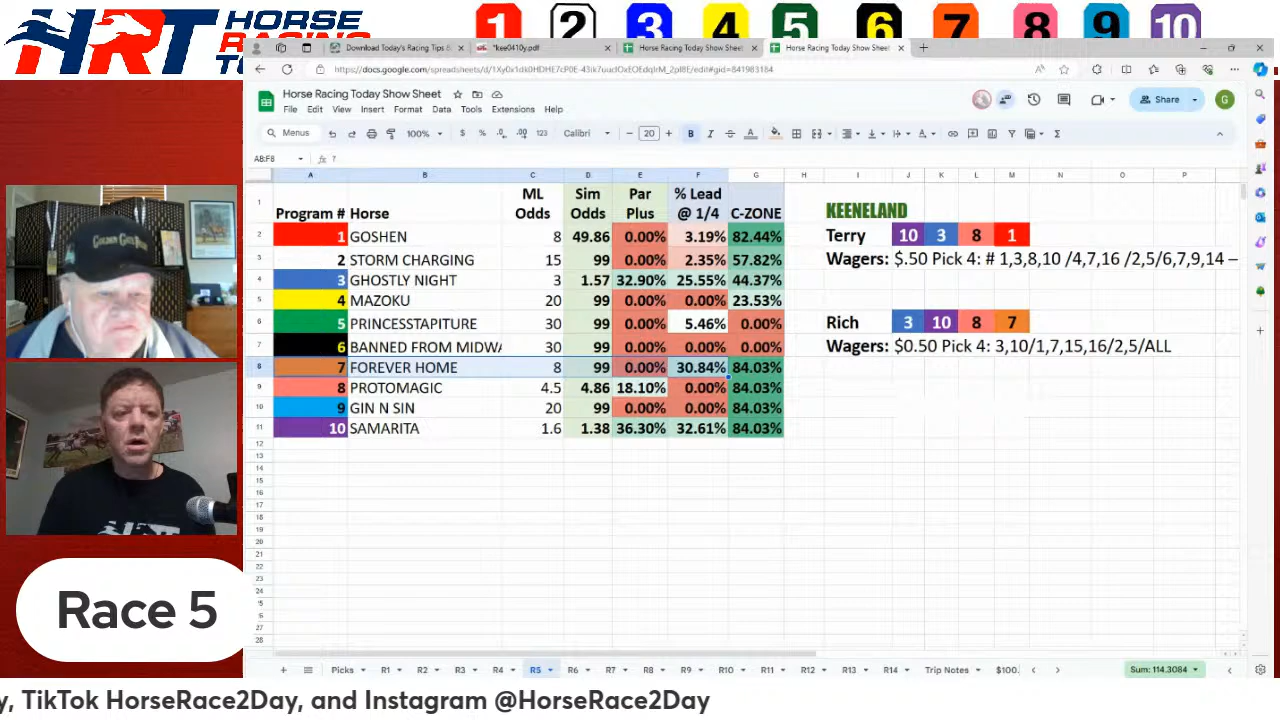 HRT HORSE
1 2 3 4 5 6 7 8 9 10
Download Today's Racing Tips &
*kee0410y.pdf
Horse Racing Today Show Sheet
Horse Racing Today Show Sheet
Horse Racing Today Show Sheet
File Edit View Insert Format Data Tools Extensions Help
Share
G
Menus
100%
$ % .0 .00 123
Calibri
20
A8:F8
fx 7
A B C D E F G H I J K L M N O P Q
Program # Horse ML Odds Sim Odds Par Plus % Lead @ 1/4 C-ZONE
1 GOSHEN 8 49.86 0.00% 3.19% 82.44%
2 STORM CHARGING 15 99 0.00% 2.35% 57.82%
3 GHOSTLY NIGHT 3 1.57 32.90% 25.55% 44.37%
4 MAZOKU 20 99 0.00% 0.00% 23.53%
5 PRINCESSTAPITURE 30 99 0.00% 5.46% 0.00%
6 BANNED FROM MIDWA 30 99 0.00% 0.00% 0.00%
7 FOREVER HOME 8 99 0.00% 30.84% 84.03%
8 PROTOMAGIC 4.5 4.86 18.10% 0.00% 84.03%
9 GIN N SIN 20 99 0.00% 0.00% 84.03%
10 SAMARITA 1.6 1.38 36.30% 32.61% 84.03%
KEENELAND
Terry 10 3 8 1
Wagers: $.50 Pick 4: # 1,3,8,10 /4,7,16 /2,5/6,7,9,14 –
Rich 3 10 8 7
Wagers: $0.50 Pick 4: 3,10/1,7,15,16/2,5/ALL
GOLDEN GATE
Race 5
Picks R1 R2 R3 R4 R5 R6 R7 R8 R9 R10 R11 R12 R13 R14 Trip Notes $100.
Sum: 114.3084
y, TikTok HorseRace2Day, and Instagram @HorseRace2Day